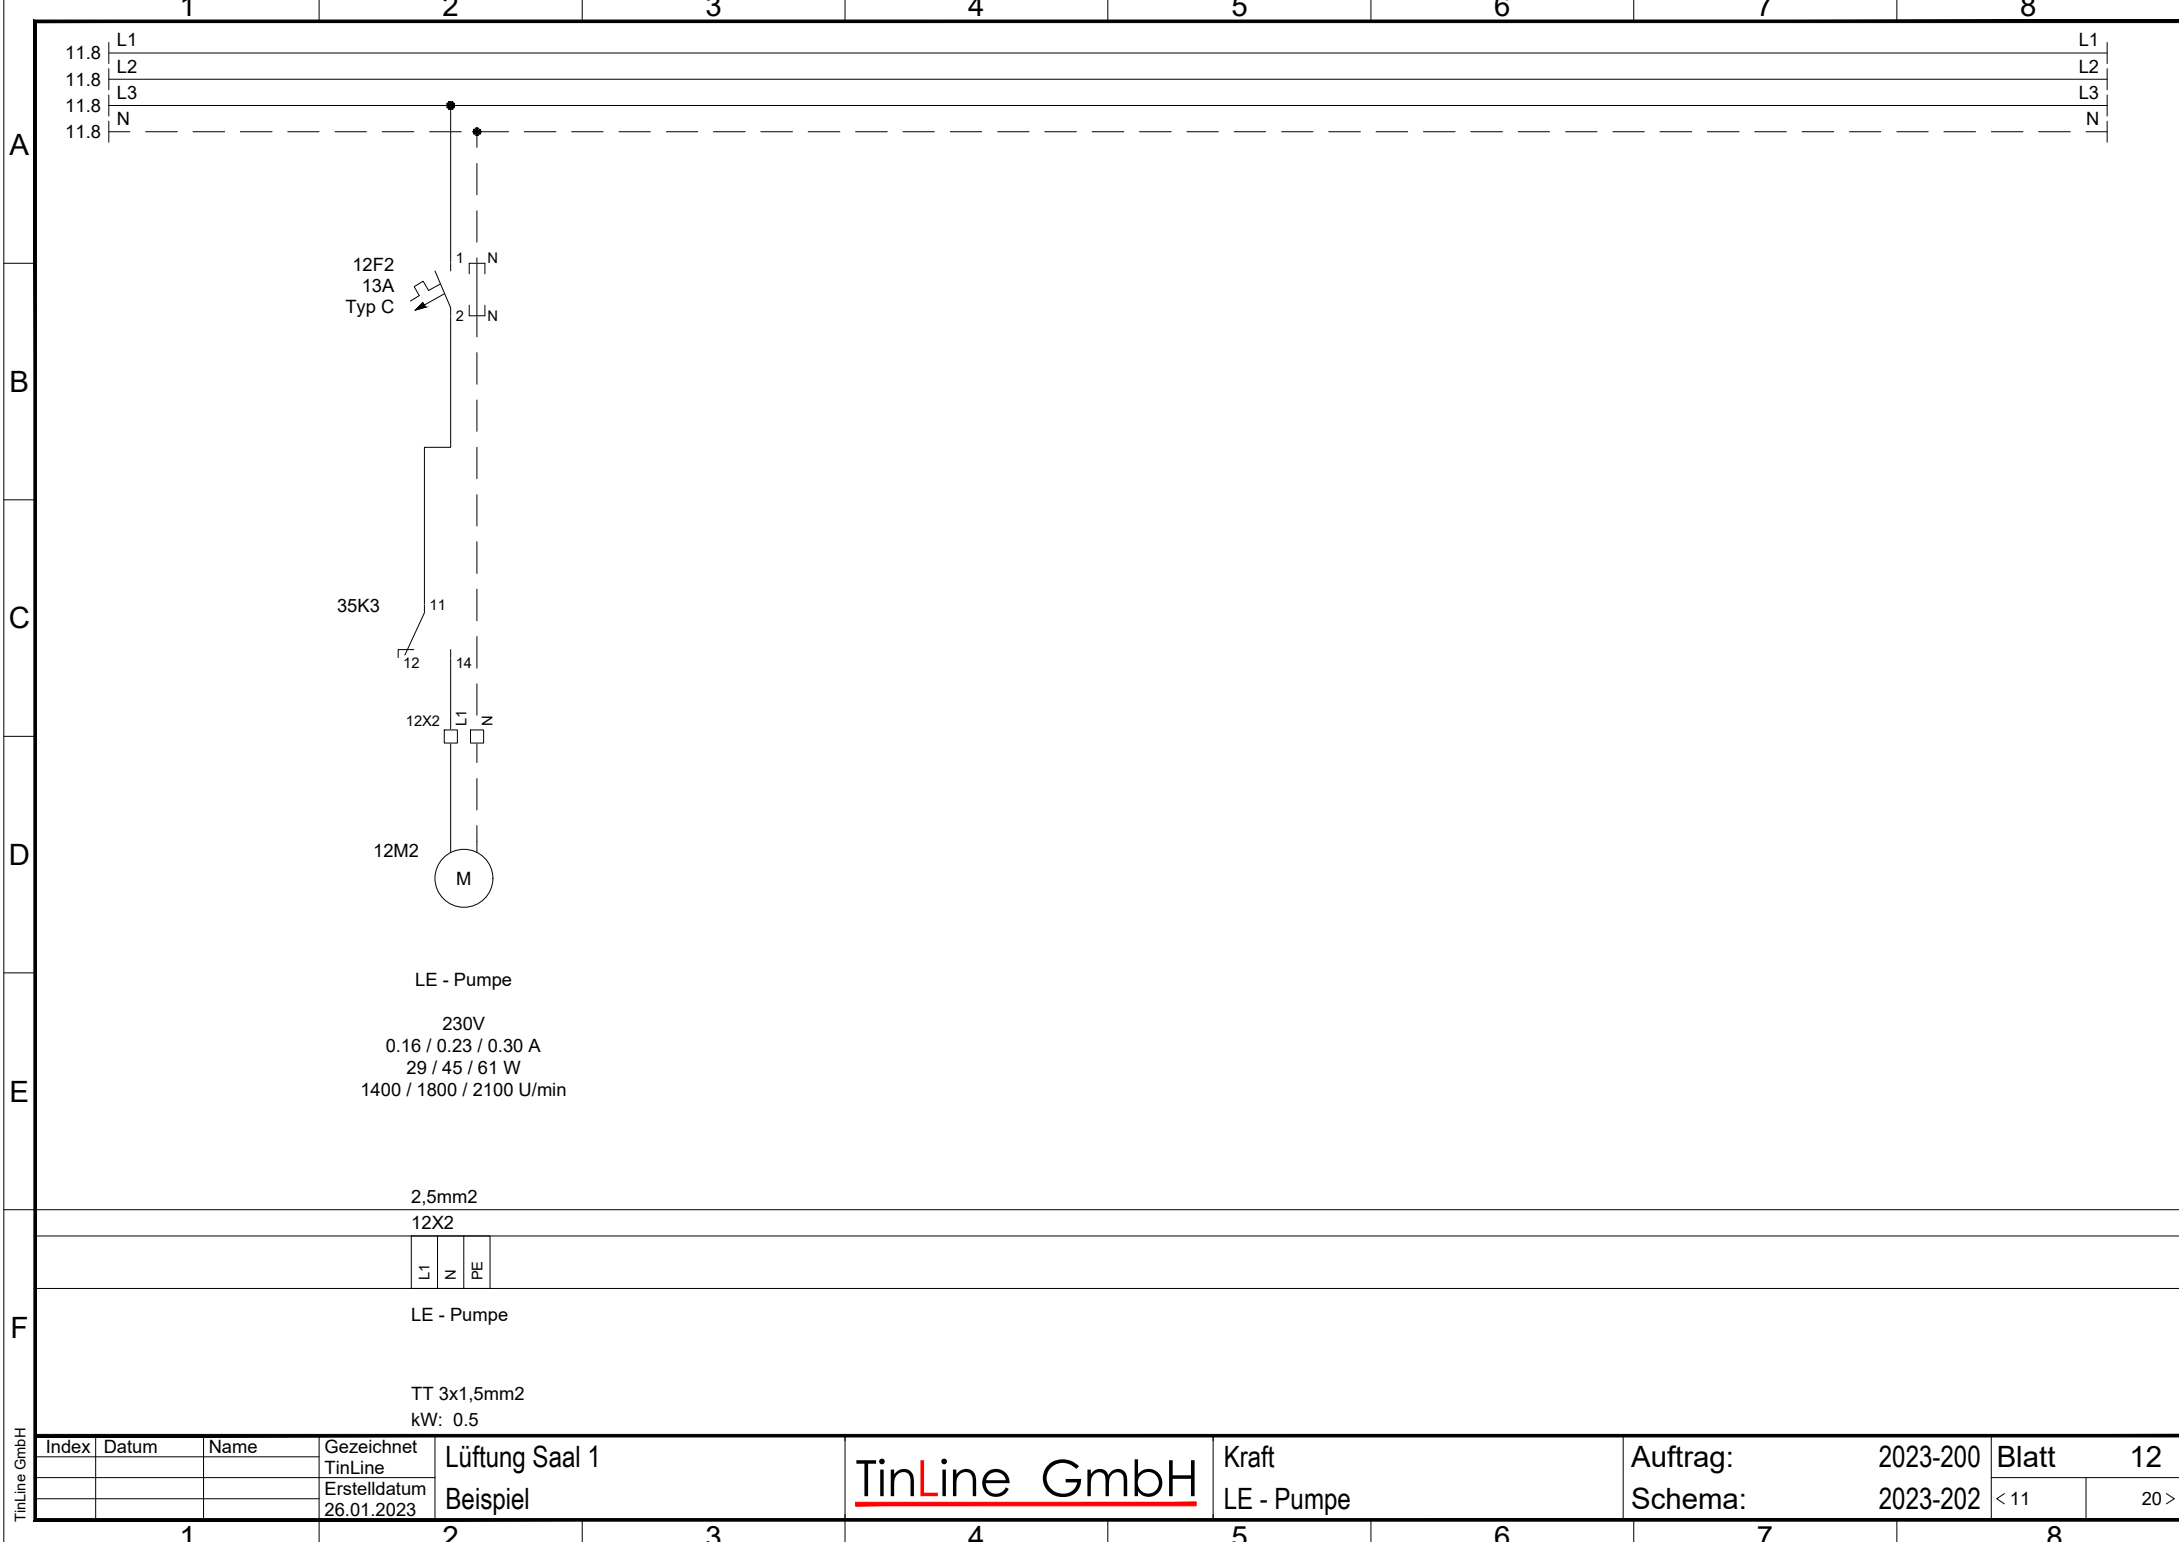 1 2 3 4 5 6 7 8
L1 L1
11.8
L2 L2
11.8
L3 L3
11.8
N N
11.8
A
12F2 1 N
13A
Typ C 2 N
B
35K3 11
C
12 14
12X2 L1 N
12M2
D
M
LE - Pumpe
230V
0.16 / 0.23 / 0.30 A
29 / 45 / 61 W
1400 / 1800 / 2100 U/min
E
2,5mm2
12X2
L1 N PE
LE - Pumpe
F
TT 3x1,5mm2
kW: 0.5
TinLine GmbH
Index Datum Name
Gezeichnet
TinLine
Erstelldatum
26.01.2023
Lüftung Saal 1
Beispiel
TinLine GmbH
Kraft
LE - Pumpe
Auftrag: 2023-200
Schema: 2023-202
Blatt 12
< 11 20 >
1 2 3 4 5 6 7 8